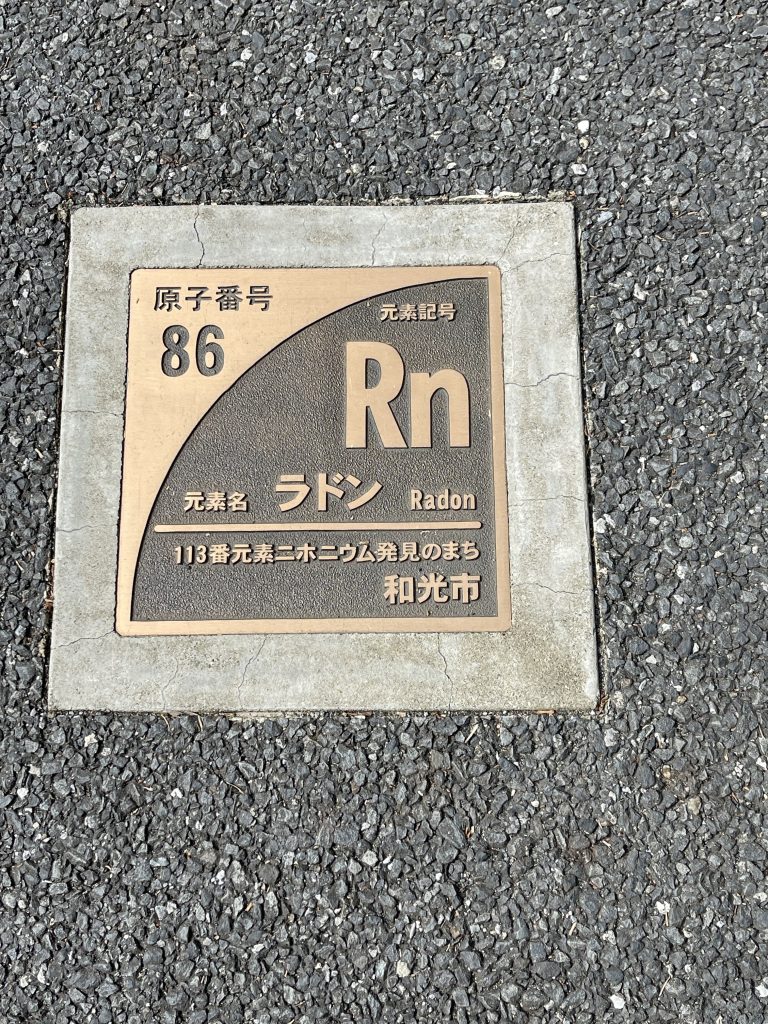 原子番号
86
元素記号
Rn
元素名 ラドン Radon
113番元素ニホニウム発見のまち
和光市